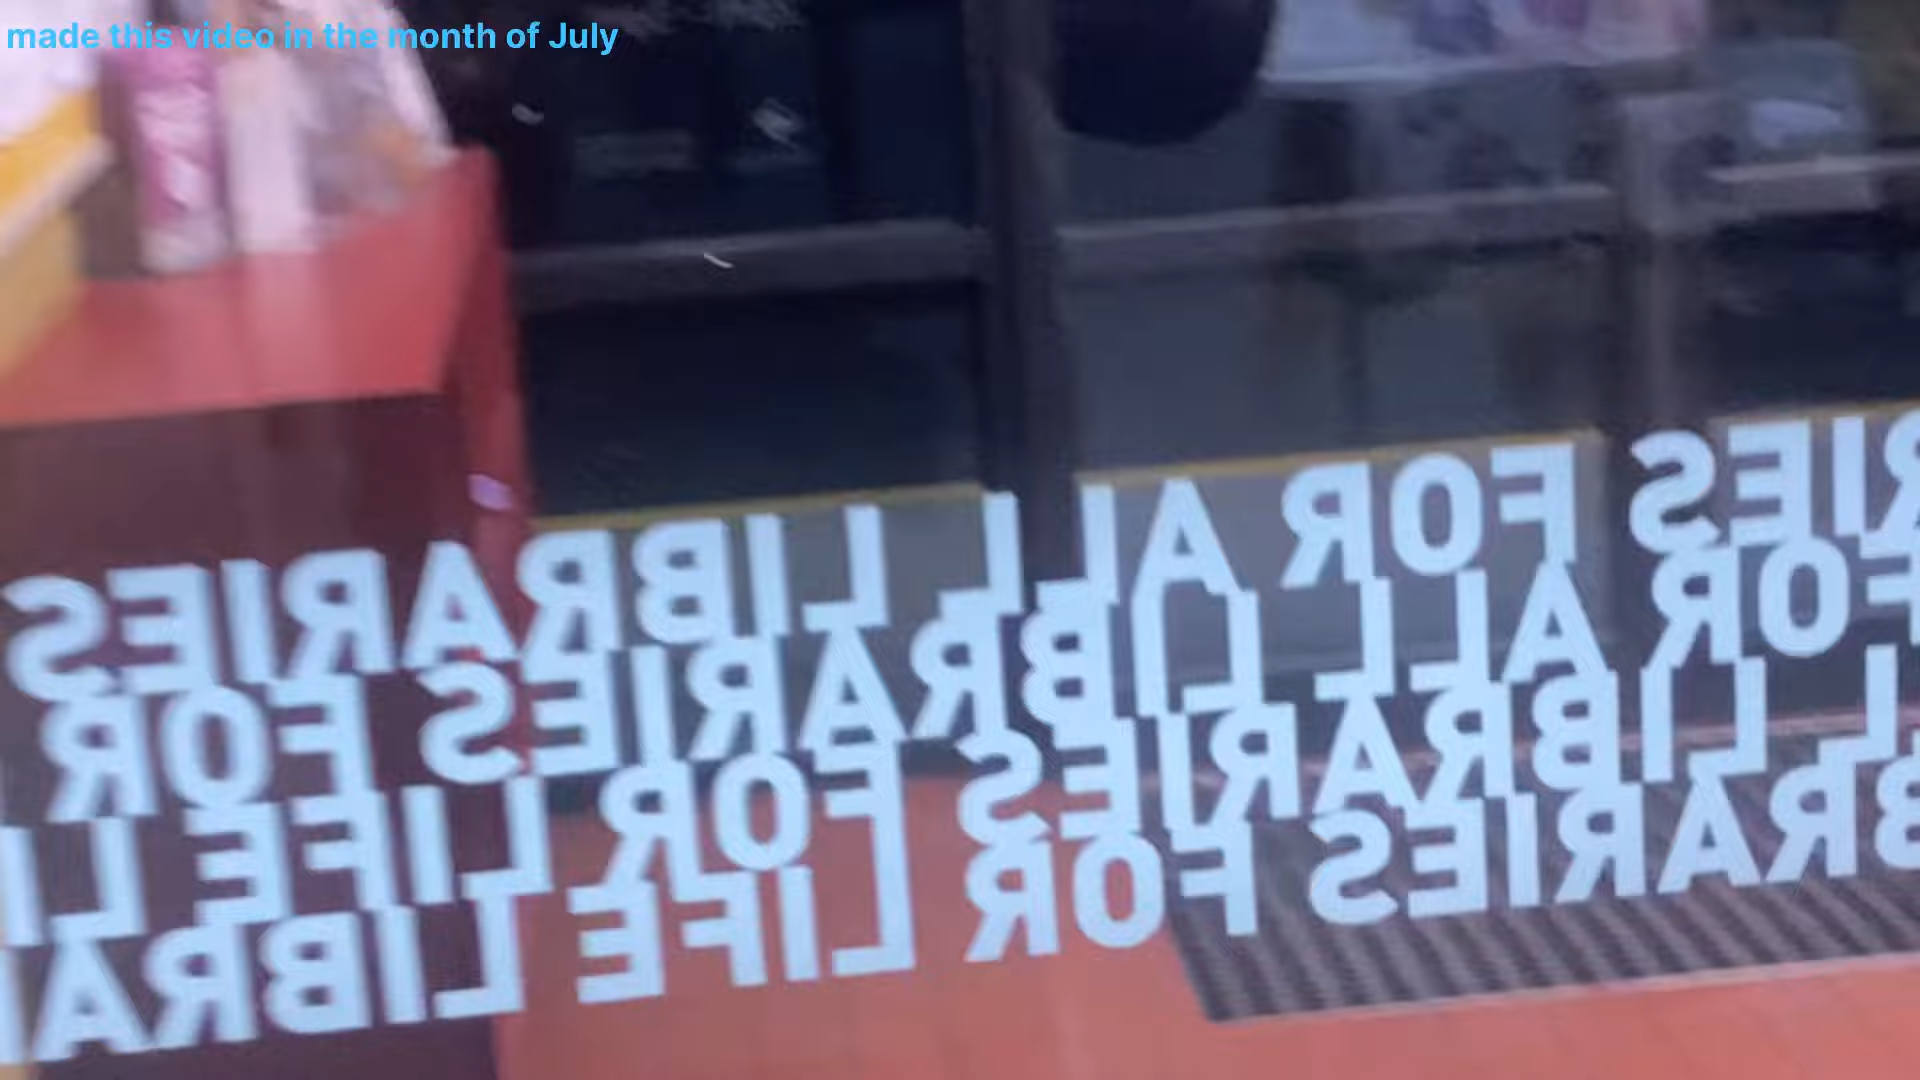 made this video in the month of July
RIES FOR ALL LIBRARIES
FOR ALL LIBRARIES FOR
L LIBRARIES FOR LIFE LI
BRARIES FOR LIFE LIBRA